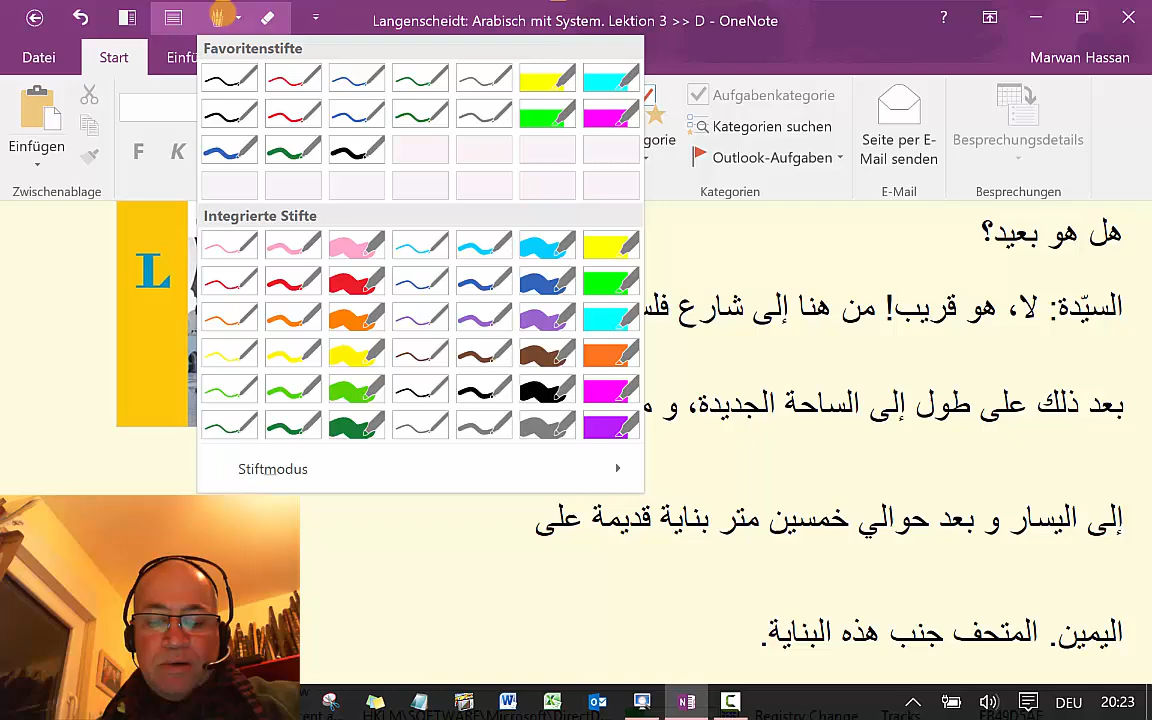 Langenscheidt: Arabisch mit System. Lektion 3 >> D - OneNote
?
Datei
Start
Marwan Hassan
Favoritenstifte
Einfügen
F K
Zwischenablage
Aufgabenkategorie
Kategorien suchen
Outlook-Aufgaben
Kategorien
Seite per E-
Mail senden
E-Mail
Besprechungsdetails
Besprechungen
Integrierte Stifte
Stiftmodus
L
هل هو بعيد؟
السيّدة: لا، هو قريب! من هنا إلى شارع
بعد ذلك على طول إلى الساحة الجديدة، و
إلى اليسار و بعد حوالي خمسين متر بناية قديمة على
اليمين. المتحف جنب هذه البناية.
DEU
20:23